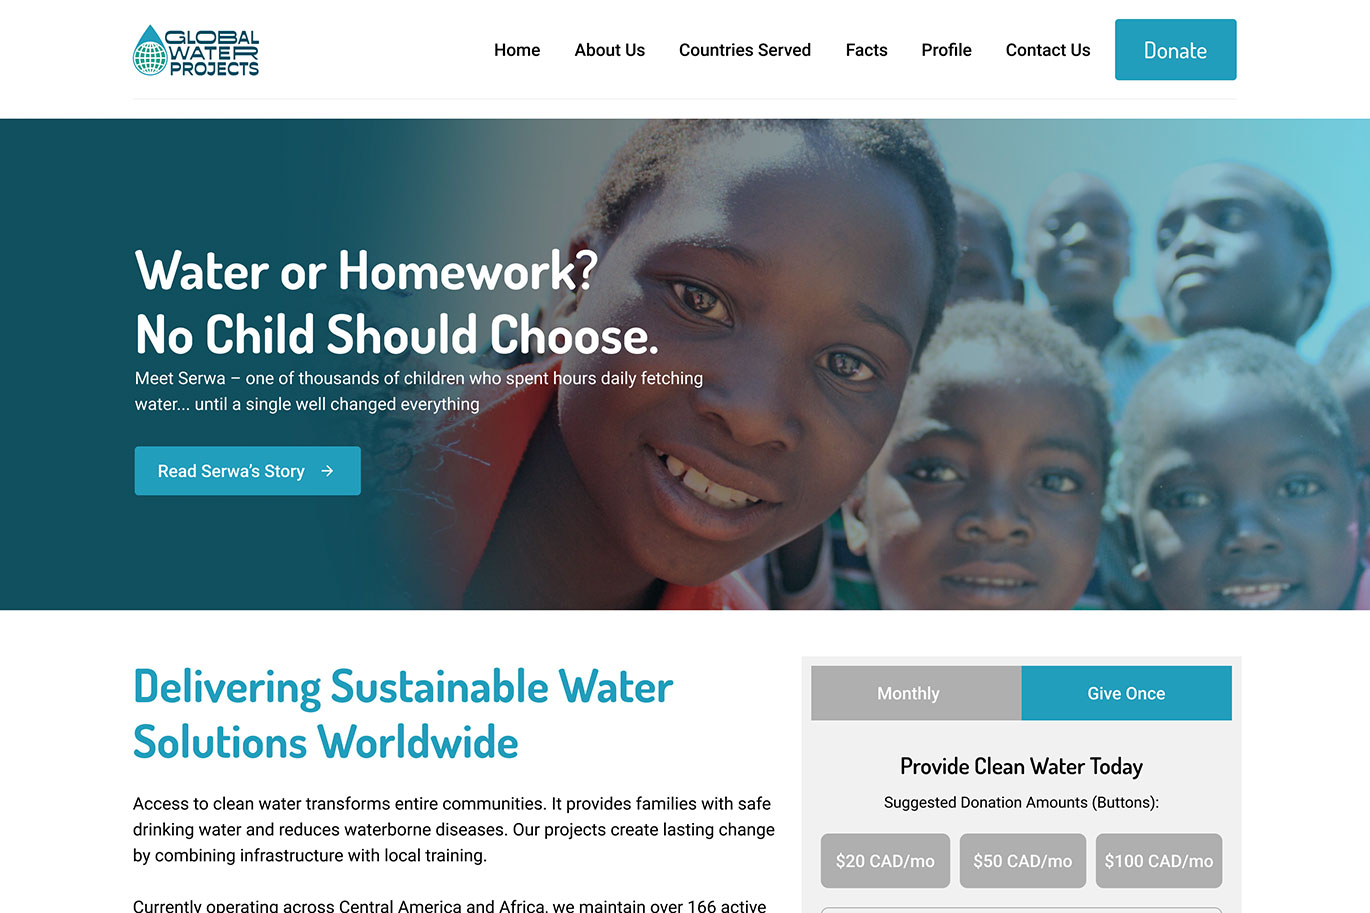 GLOBAL
WATER
PROJECTS
Home About Us Countries Served Facts Profile Contact Us Donate
Water or Homework?
No Child Should Choose.
Meet Serwa – one of thousands of children who spent hours daily fetching
water... until a single well changed everything
Read Serwa's Story →
Delivering Sustainable Water
Solutions Worldwide
Access to clean water transforms entire communities. It provides families with safe
drinking water and reduces waterborne diseases. Our projects create lasting change
by combining infrastructure with local training.
Currently operating across Central America and Africa, we maintain over 166 active
Monthly Give Once
Provide Clean Water Today
Suggested Donation Amounts (Buttons):
$20 CAD/mo $50 CAD/mo $100 CAD/mo